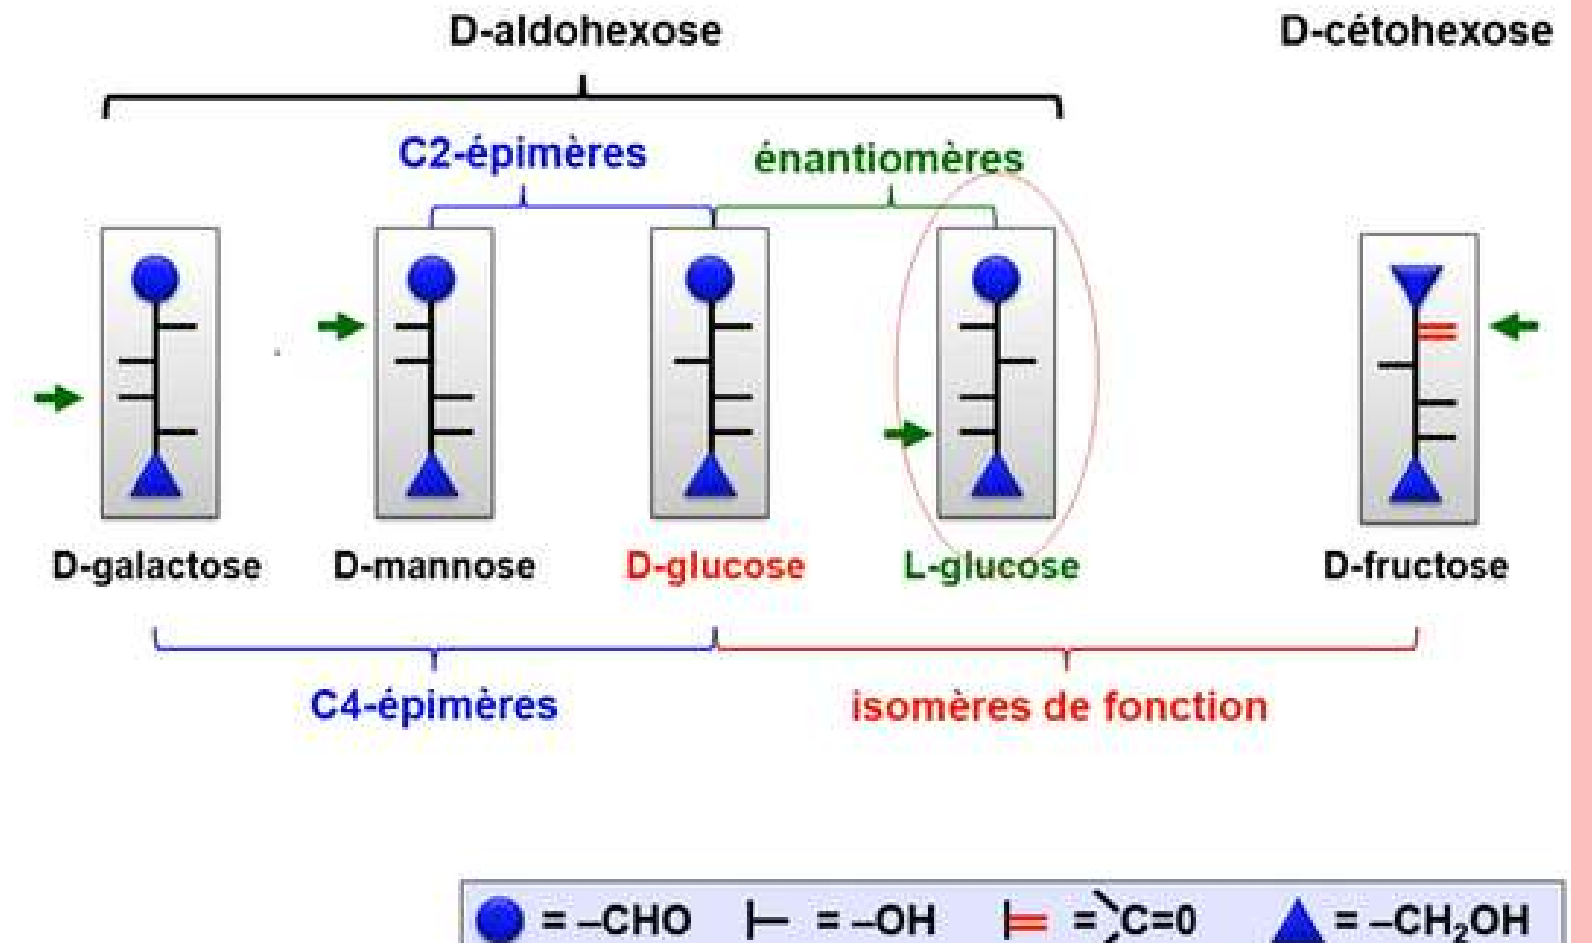 D-aldohexose
D-cétohexose
C2-épimères
énantiomères
D-galactose
D-mannose
D-glucose
L-glucose
D-fructose
C4-épimères
isomères de fonction
= –CHO
= –OH
= C=0
= –CH₂OH